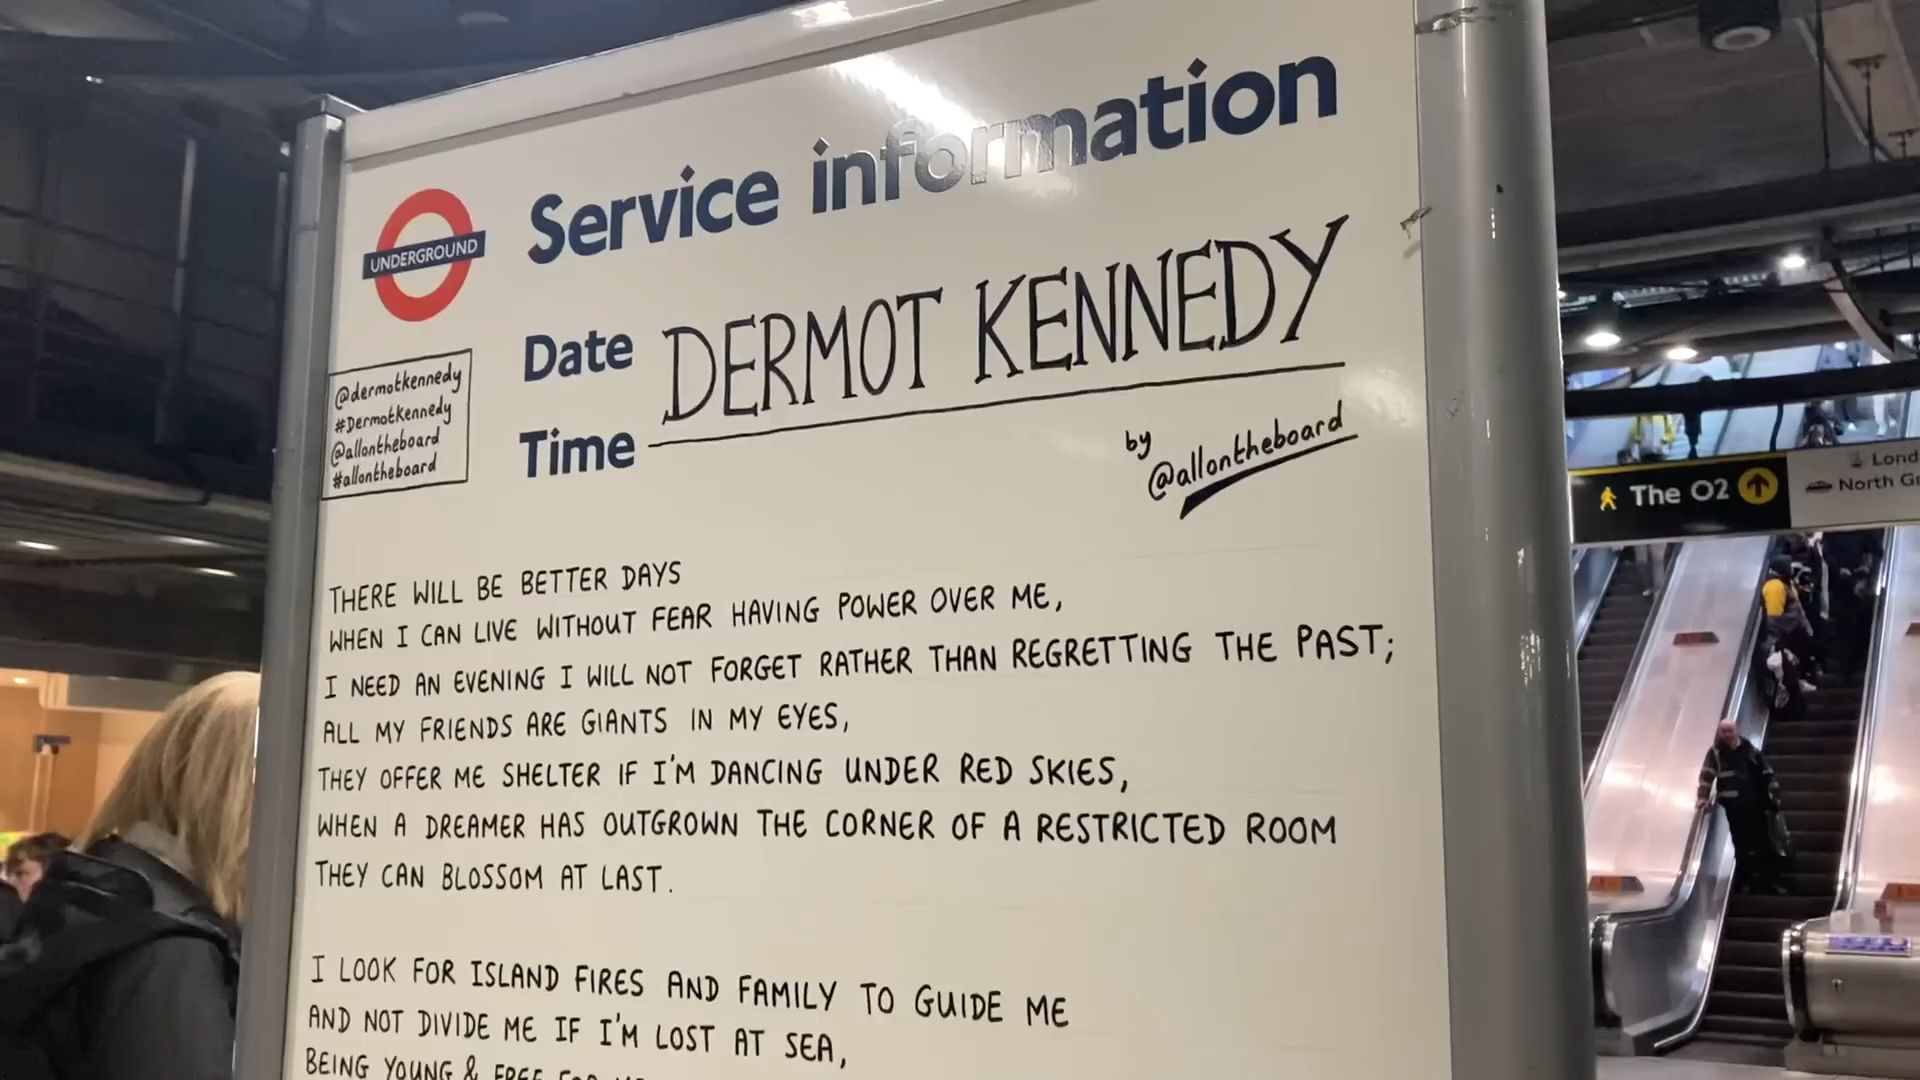 Service information
UNDERGROUND
Date
DERMOT KENNEDY
Time
by
@allontheboard
@dermotkennedy
#Dermotkennedy
@allontheboard
#allontheboard
THERE WILL BE BETTER DAYS
WHEN I CAN LIVE WITHOUT FEAR HAVING POWER OVER ME,
I NEED AN EVENING I WILL NOT FORGET RATHER THAN REGRETTING THE PAST;
ALL MY FRIENDS ARE GIANTS IN MY EYES,
THEY OFFER ME SHELTER IF I'M DANCING UNDER RED SKIES,
WHEN A DREAMER HAS OUTGROWN THE CORNER OF A RESTRICTED ROOM
THEY CAN BLOSSOM AT LAST.
I LOOK FOR ISLAND FIRES AND FAMILY TO GUIDE ME
AND NOT DIVIDE ME IF I'M LOST AT SEA,
BEING YOUNG & FREE
The O2
North